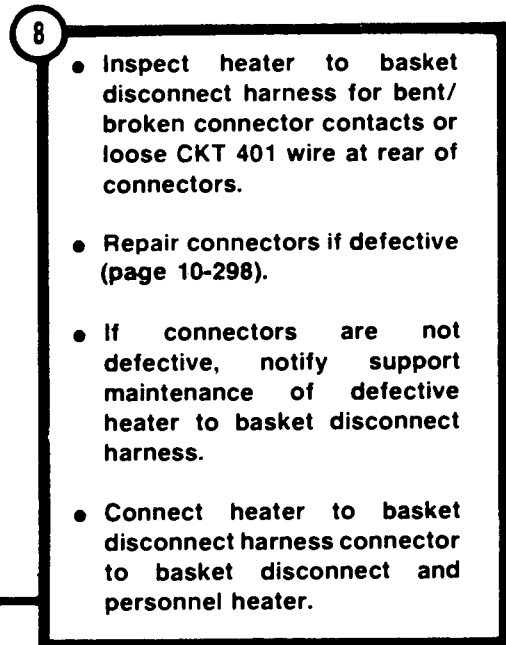 8
● Inspect heater to basket
disconnect harness for bent/
broken connector contacts or
loose CKT 401 wire at rear of
connectors.
● Repair connectors if defective
(page 10-298).
● If connectors are not
defective, notify support
maintenance of defective
heater to basket disconnect
harness.
● Connect heater to basket
disconnect harness connector
to basket disconnect and
personnel heater.